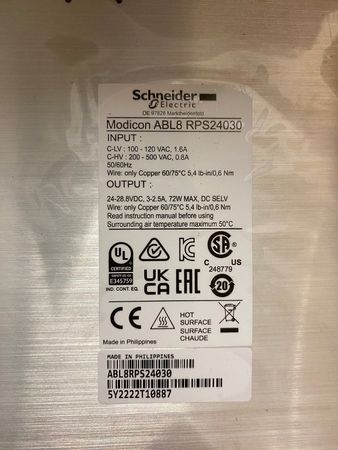 Schneider
Electric
DE 97828 Marktheidenfeld
Modicon ABL8 RPS24030
INPUT :
C-LV : 100 - 120 VAC, 1.6A
C-HV : 200 - 500 VAC, 0.8A
50/60Hz
Wire: only Copper 60/75°C 5,4 lb-in/0,6 Nm
OUTPUT :
24-28.8VDC, 3-2.5A, 72W MAX, DC SELV
Wire: only Copper 60/75°C 5,4 lb-in/0,6 Nm
Read instruction manual before using
Surrounding air temperature maximum 50°C
UL
CERTIFIED
E345759
IND. CONT. EQ.
C US
248779
UK
CA
EAC
20
CE
HOT
SURFACE
SURFACE
CHAUDE
Made in Philippines
MADE IN PHILIPPINES
ABL8RPS24030
5Y2222T10887